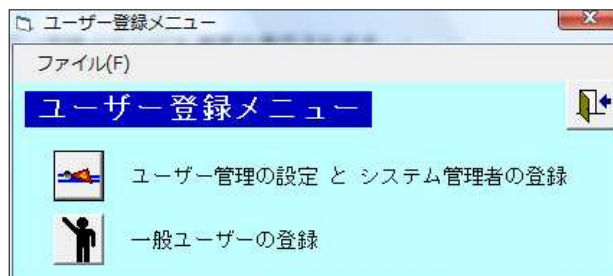 ユーザー登録メニュー
ファイル(F)
ユーザー登録メニュー
ユーザー管理の設定 と システム管理者の登録
一般ユーザーの登録